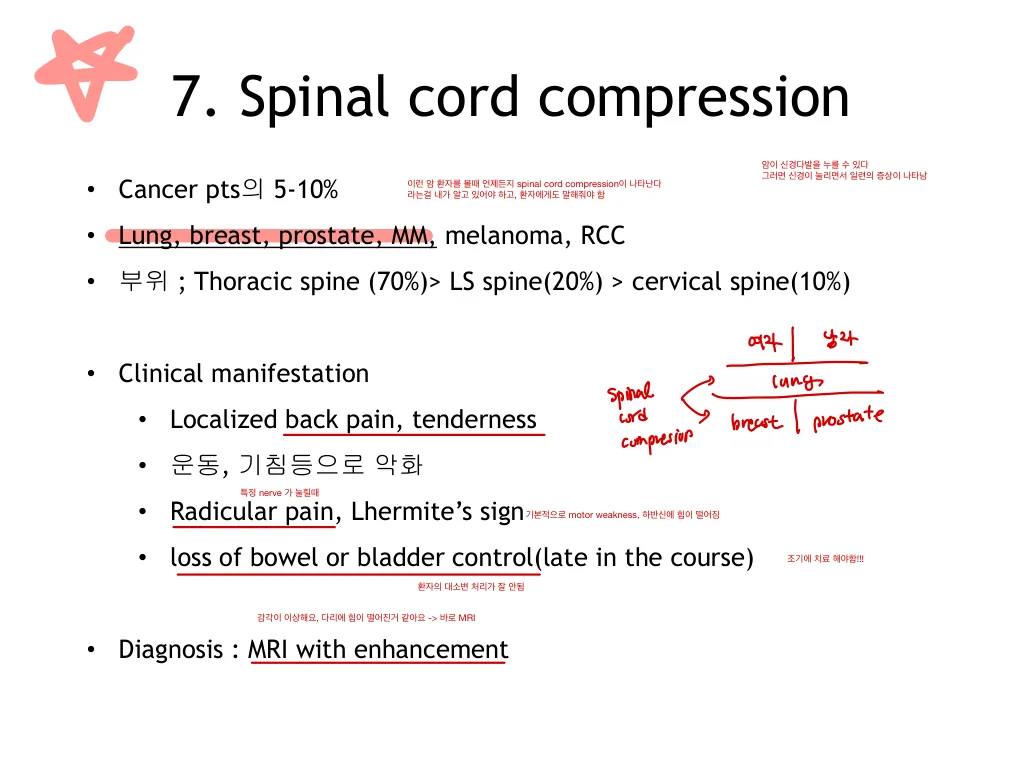 7. Spinal cord compression
암이 신경다발을 누를 수 있다
그러면 신경이 눌리면서 일련의 증상이 나타남
• Cancer pts의 5-10%
이런 암 환자를 볼때 언제든지 spinal cord compression이 나타난다
라는걸 내가 알고 있어야 하고, 환자에게도 말해줘야 함
• Lung, breast, prostate, MM, melanoma, RCC
• 부위 ; Thoracic spine (70%)> LS spine(20%) > cervical spine(10%)
여자 남자
lung
breast prostate
Spinal
cord
compression
• Clinical manifestation
• Localized back pain, tenderness
• 운동, 기침등으로 악화
특정 nerve 가 눌릴때
• Radicular pain, Lhermite’s sign
기본적으로 motor weakness, 하반신에 힘이 떨어짐
• loss of bowel or bladder control(late in the course)
조기에 치료 해야함!!!
환자의 대소변 처리가 잘 안됨
감각이 이상해요, 다리에 힘이 떨어진거 같아요 -> 바로 MRI
• Diagnosis : MRI with enhancement